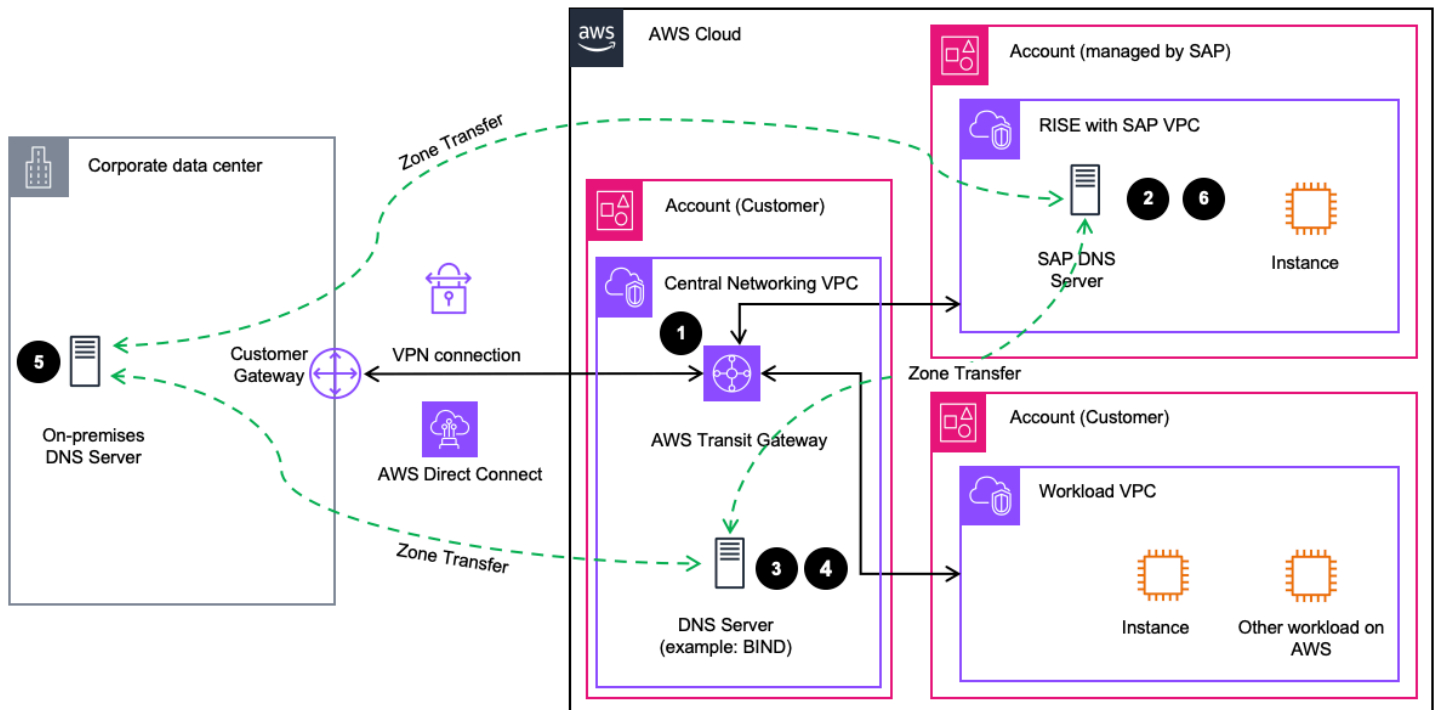 aws
AWS Cloud
Account (managed by SAP)
RISE with SAP VPC
Zone Transfer
Corporate data center
2
6
SAP DNS
Server
Instance
Account (Customer)
Central Networking VPC
1
5
Customer
Gateway
VPN connection
Zone Transfer
On-premises
DNS Server
AWS Direct Connect
AWS Transit Gateway
Account (Customer)
Workload VPC
Zone Transfer
3
4
DNS Server
(example: BIND)
Instance
Other workload on
AWS